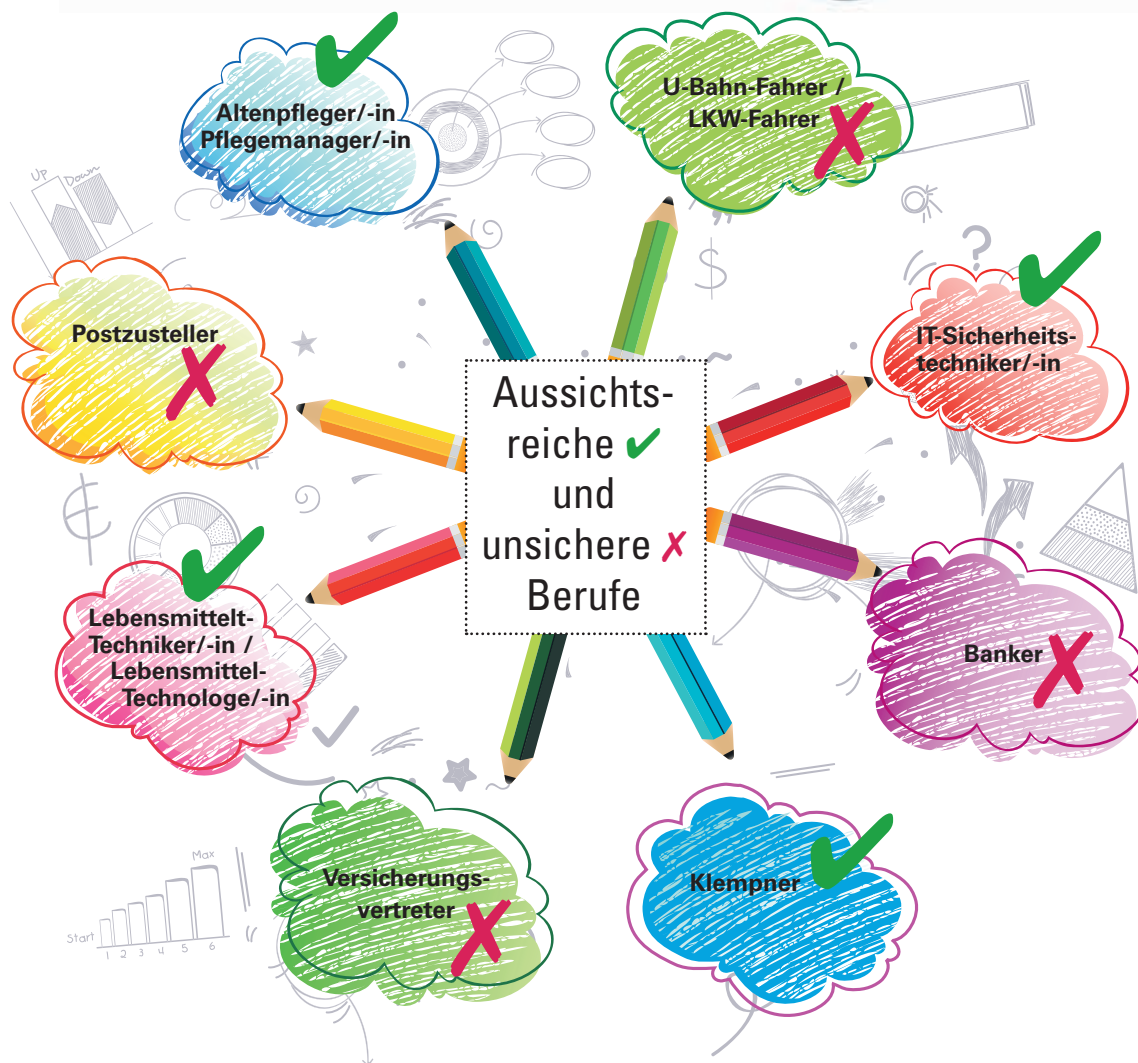 Altenpfleger/-in
Pflegemanager/-in
U-Bahn-Fahrer /
LKW-Fahrer
Up
Down
$
?
Postzusteller
IT-Sicherheits-
techniker/-in
Aussichts-
reiche ✔
und
unsichere ✗
Berufe
Lebensmittelt-
Techniker/-in /
Lebensmittel-
Technologe/-in
Banker
Versicherungs-
vertreter
Klempner
Max
Start
1 2 3 4 5 6